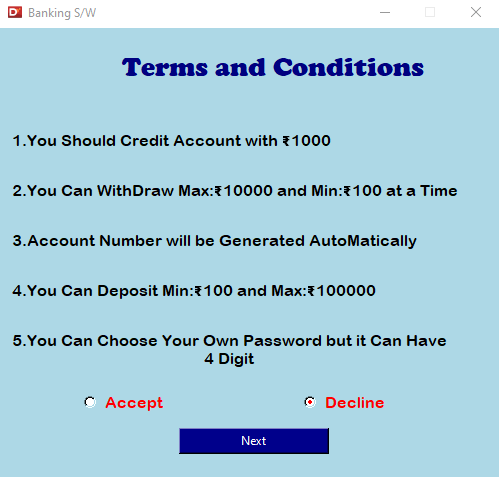 Banking S/W
Terms and Conditions
1.You Should Credit Account with ₹1000
2.You Can WithDraw Max:₹10000 and Min:₹100 at a Time
3.Account Number will be Generated AutoMatically
4.You Can Deposit Min:₹100 and Max:₹100000
5.You Can Choose Your Own Password but it Can Have
4 Digit
Accept
Decline
Next